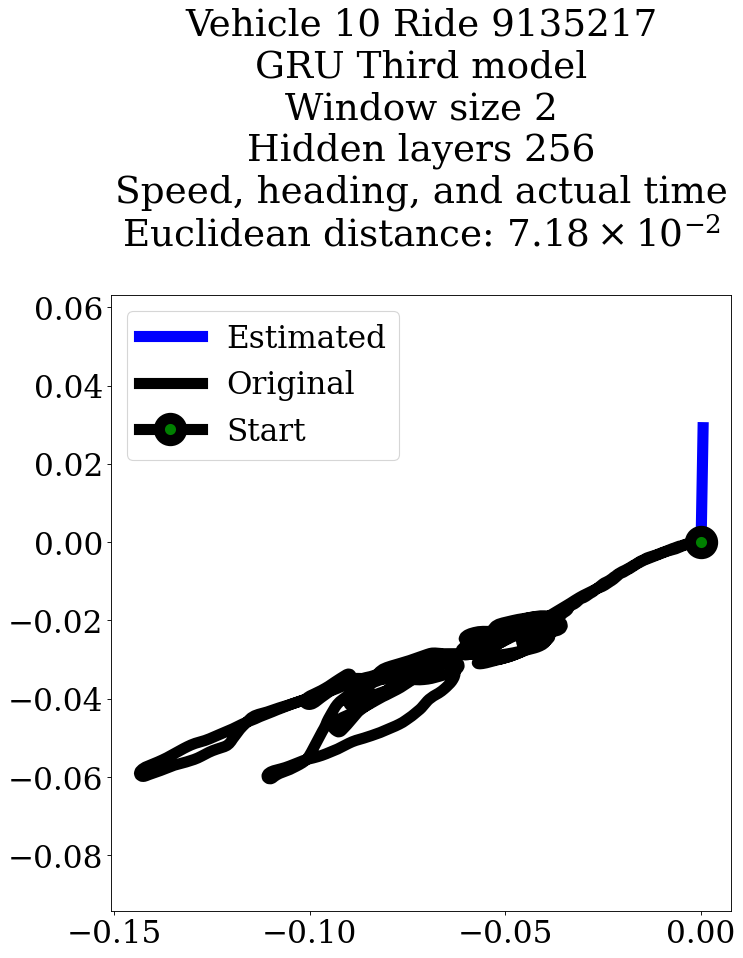 Vehicle 10 Ride 9135217
GRU Third model
Window size 2
Hidden layers 256
Speed, heading, and actual time
Euclidean distance: 7.18 × 10⁻²
Estimated
Original
Start
0.06
0.04
0.02
0.00
−0.02
−0.04
−0.06
−0.08
−0.15 −0.10 −0.05 0.00